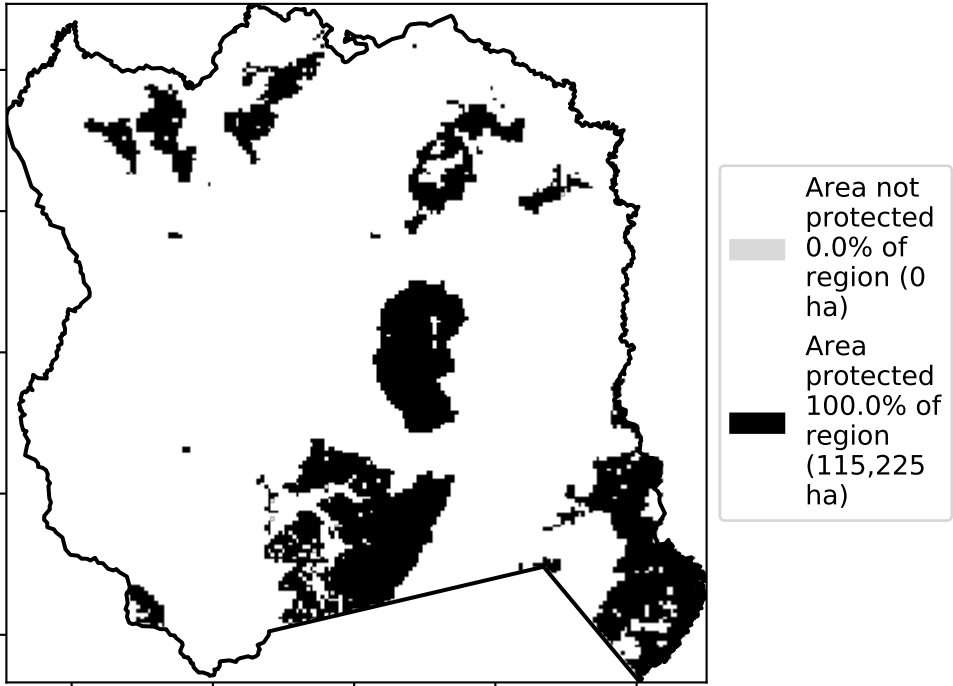 Area not
protected
0.0% of
region (0
ha)
Area
protected
100.0% of
region
(115,225
ha)